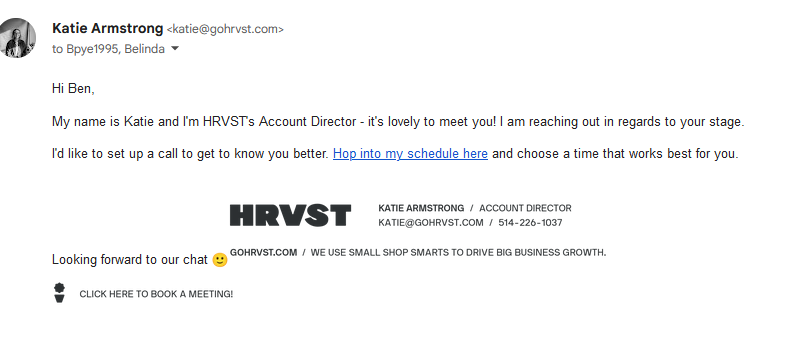 Katie Armstrong <katie@gohrvst.com>
to Bpye1995, Belinda
Hi Ben,
My name is Katie and I'm HRVST's Account Director - it's lovely to meet you! I am reaching out in regards to your stage.
I'd like to set up a call to get to know you better. Hop into my schedule here and choose a time that works best for you.
HRVST
KATIE ARMSTRONG / ACCOUNT DIRECTOR
KATIE@GOHRVST.COM / 514-226-1037
GOHRVST.COM / WE USE SMALL SHOP SMARTS TO DRIVE BIG BUSINESS GROWTH.
Looking forward to our chat 🙂
CLICK HERE TO BOOK A MEETING!